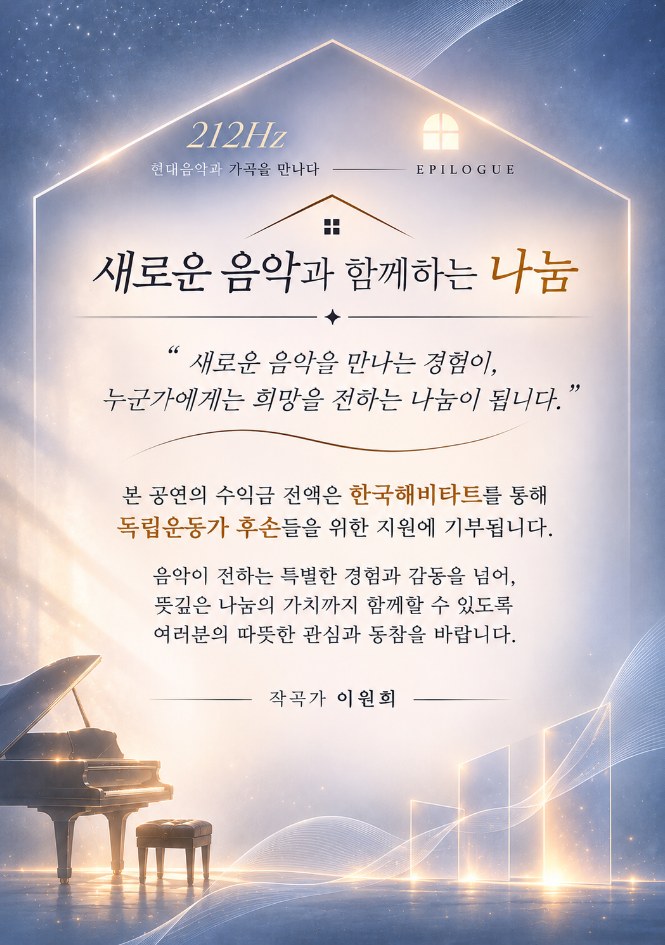 212Hz
현대음악과 가곡을 만나다
EPILOGUE
새로운 음악과 함께하는 나눔
“ 새로운 음악을 만나는 경험이,
누군가에게는 희망을 전하는 나눔이 됩니다.”
본 공연의 수익금 전액은 한국해비타트를 통해
독립운동가 후손들을 위한 지원에 기부됩니다.
음악이 전하는 특별한 경험과 감동을 넘어,
뜻깊은 나눔의 가치까지 함께할 수 있도록
여러분의 따뜻한 관심과 동참을 바랍니다.
작곡가 이원희